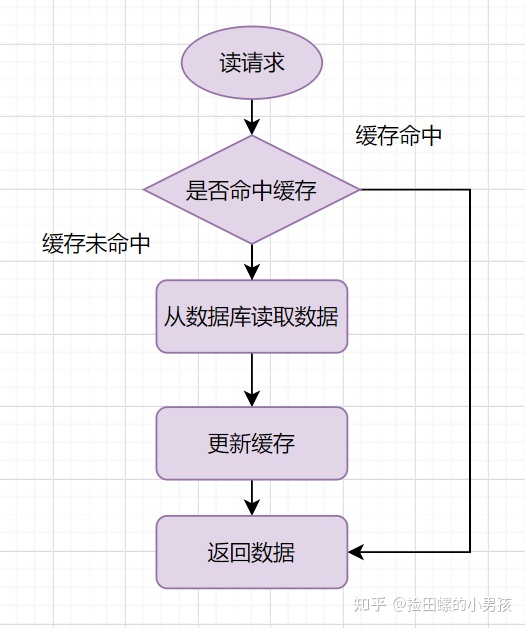 读请求
缓存命中
是否命中缓存
缓存未命中
从数据库读取数据
更新缓存
返回数据
知乎 @捡田螺的小男孩